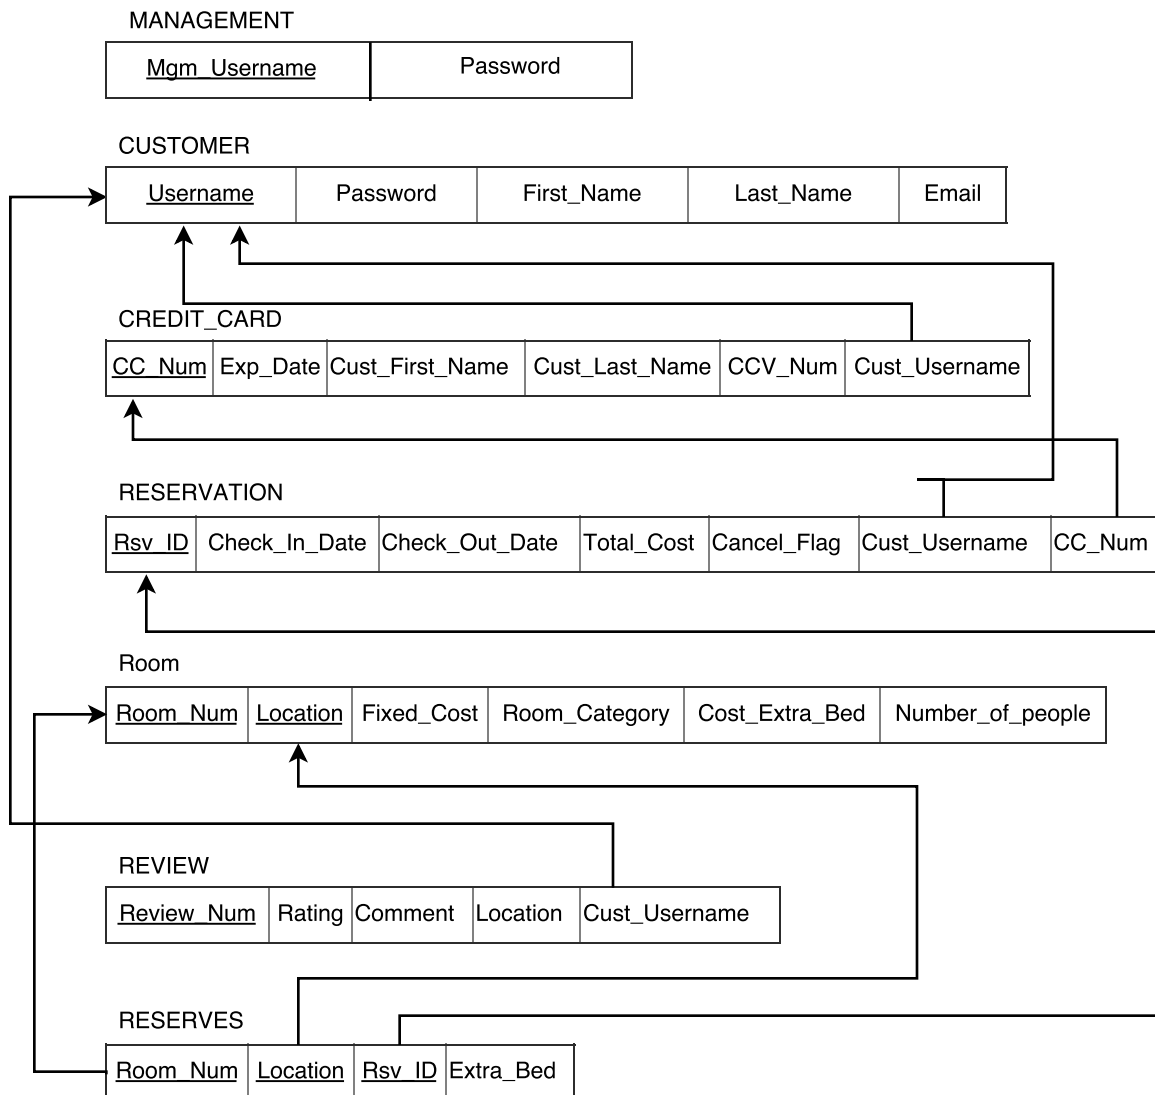 MANAGEMENT
Mgm_Username Password
CUSTOMER
Username Password First_Name Last_Name Email
CREDIT_CARD
CC_Num Exp_Date Cust_First_Name Cust_Last_Name CCV_Num Cust_Username
RESERVATION
Rsv_ID Check_In_Date Check_Out_Date Total_Cost Cancel_Flag Cust_Username CC_Num
Room
Room_Num Location Fixed_Cost Room_Category Cost_Extra_Bed Number_of_people
REVIEW
Review_Num Rating Comment Location Cust_Username
RESERVES
Room_Num Location Rsv_ID Extra_Bed